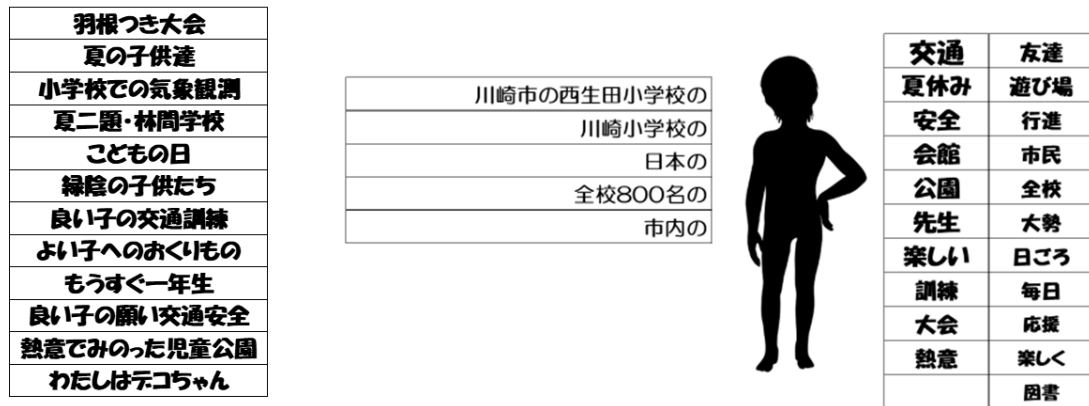 羽根つき大会
夏の子供達
小学校での気象観測
夏二題・林間学校
こどもの日
緑陰の子供たち
良い子の交通訓練
よい子へのおくりもの
もうすぐ一年生
良い子の願い交通安全
熱意でみのった児童公園
わたしはデコちゃん
川崎市の西生田小学校の
川崎小学校の
日本の
全校800名の
市内の
交通 友達
夏休み 遊び場
安全 行進
会館 市民
公園 全校
先生 大勢
楽しい 日ごろ
訓練 毎日
大会 応援
熱意 楽しく
図書